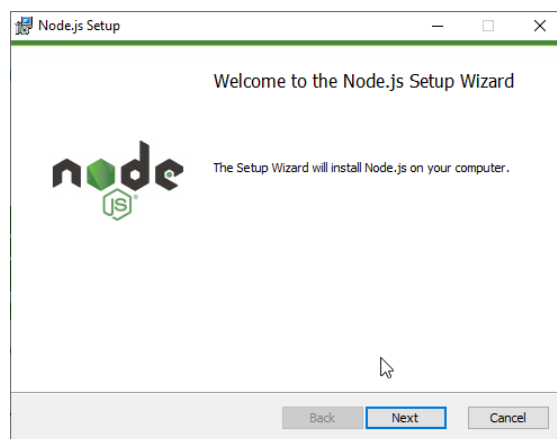 Node.js Setup
Welcome to the Node.js Setup Wizard
The Setup Wizard will install Node.js on your computer.
node
JS
Back Next Cancel